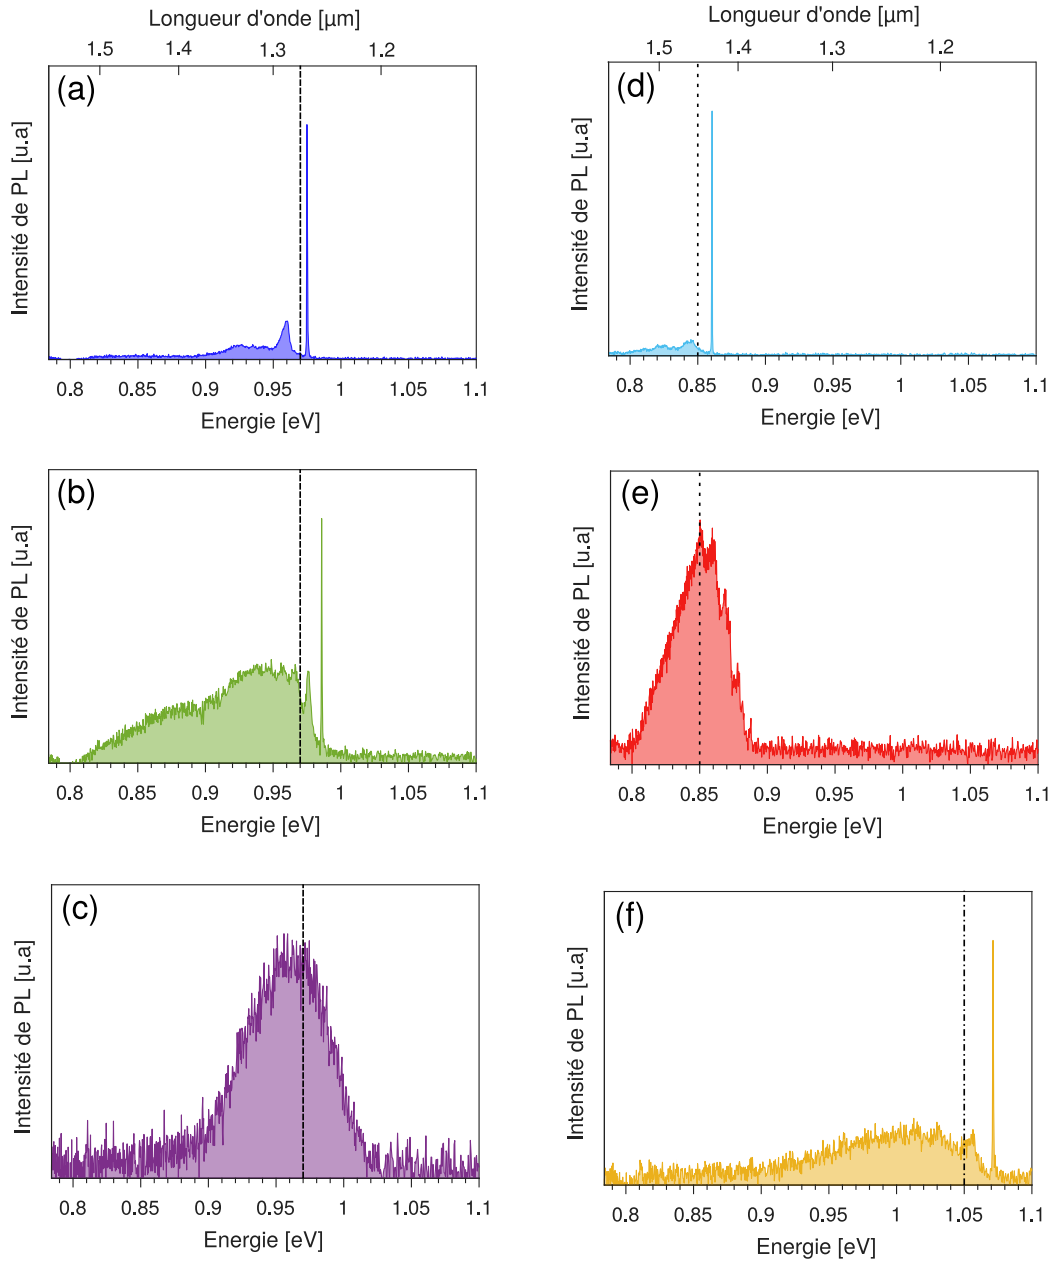 Longueur d'onde [µm]
1.5 1.4 1.3 1.2
(a)
Intensité de PL [u.a]
0.8 0.85 0.9 0.95 1 1.05 1.1
Energie [eV]
Longueur d'onde [µm]
1.5 1.4 1.3 1.2
(d)
Intensité de PL [u.a]
0.8 0.85 0.9 0.95 1 1.05 1.1
Energie [eV]
(b)
Intensité de PL [u.a]
0.8 0.85 0.9 0.95 1 1.05 1.1
Energie [eV]
(e)
Intensité de PL [u.a]
0.8 0.85 0.9 0.95 1 1.05 1.1
Energie [eV]
(c)
Intensité de PL [u.a]
0.8 0.85 0.9 0.95 1 1.05 1.1
Energie [eV]
(f)
Intensité de PL [u.a]
0.8 0.85 0.9 0.95 1 1.05 1.1
Energie [eV]